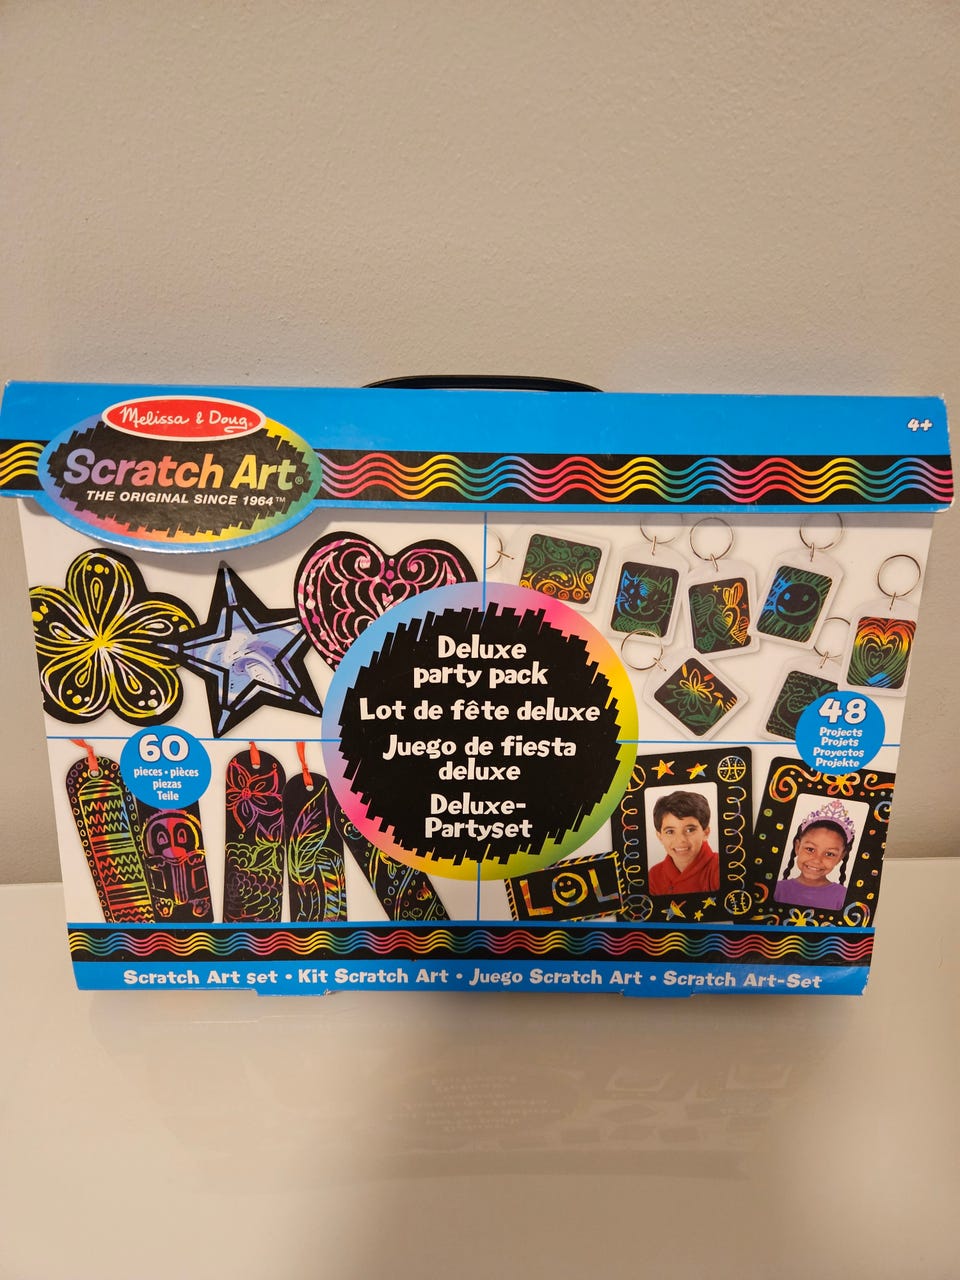 Melissa & Doug®
Scratch Art®
THE ORIGINAL SINCE 1964™
4+
Deluxe
party pack
Lot de fête deluxe
Juego de fiesta
deluxe
Deluxe-
Partyset
60
pieces • pièces
piezas
Teile
48
Projects
Projets
Proyectos
Projekte
LOL
Scratch Art set • Kit Scratch Art • Juego Scratch Art • Scratch Art-Set